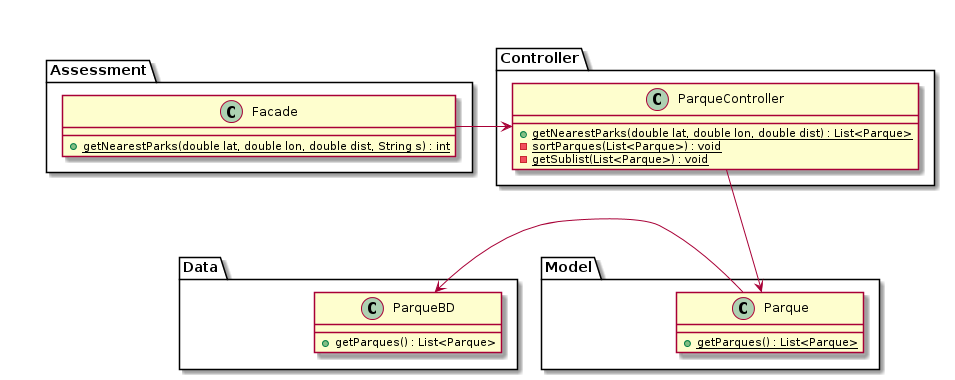 Assessment
C Facade
getNearestParks(double lat, double lon, double dist, String s) : int
Controller
C ParqueController
getNearestParks(double lat, double lon, double dist) : List<Parque>
sortParques(List<Parque>) : void
getSublist(List<Parque>) : void
Data
C ParqueBD
getParques() : List<Parque>
Model
C Parque
getParques() : List<Parque>